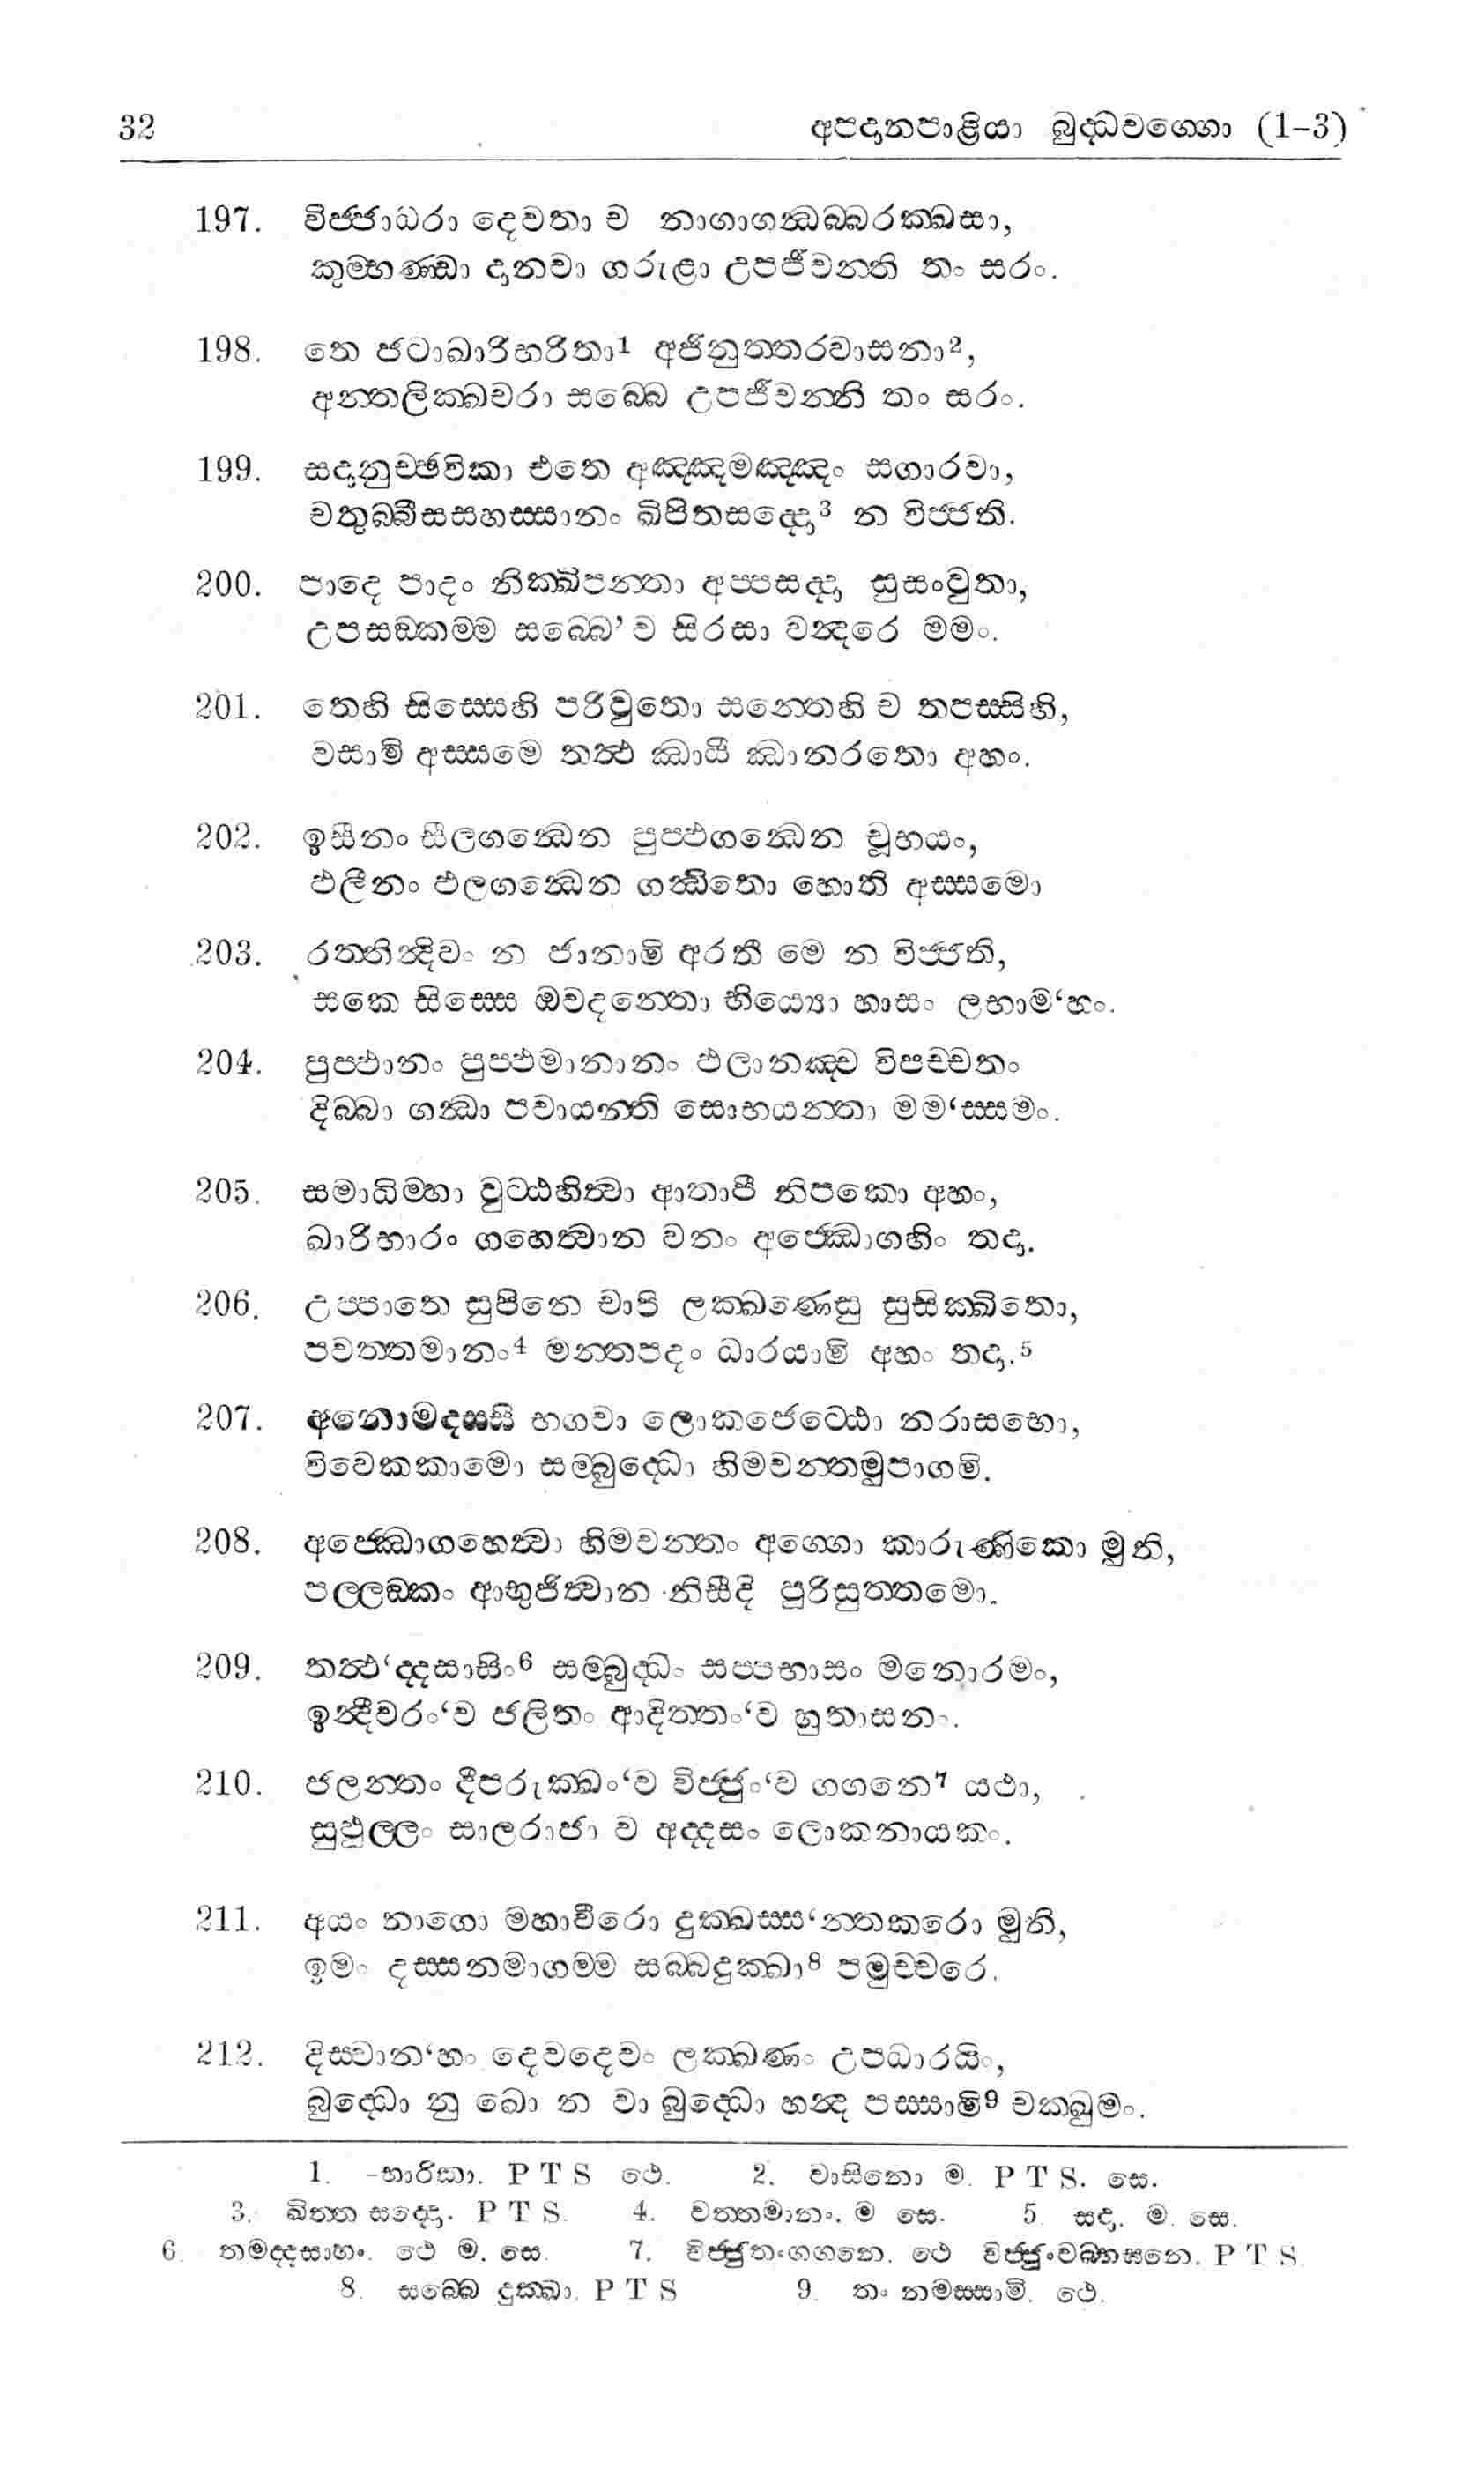 32 අපදානපාළියා බුද්ධවග්ගො (1-3)
197. විජ්ජාධරා දෙවතා ච නාගාගන්ධබ්බරක්ඛසා,
කුම්භණ්ඩා දානවා ගරුළා උපජීවන්ති තං සරං.
198. තෙ ජටාඛාරිභරිතා1 අජිනුත්තරවාසනා2,
අන්තලික්ඛචරා සබ්බෙ උපජීවන්ති තං සරං.
199. සදානුච්ඡවිකා එතෙ අඤ්ඤමඤ්ඤං සගාරවා,
චතුබ්බීසසහස්සානං ඛිපිතසද්දො3 න විජ්ජති.
200. පාදෙ පාදං නික්ඛිපන්තා අප්පසද්දා සුසංවුතා,
උපසඞ්කම්ම සබ්බෙ’ව සිරසා වන්දරෙ මමං.
201. තෙහි සිස්සෙහි පරිවුතො සන්තෙහි ච තපස්සිහි,
වසාමි අස්සමෙ තත්ථ ඣායී ඣානරතො අහං.
202. ඉසීනං සීලගන්ධෙන පුප්ඵගන්ධෙන චූභයං,
ඵලීනං ඵලගන්ධෙන ගන්ධිතො හොති අස්සමො
203. රත්තින්දිවං න ජානාමි අරතී මෙ න විජ්ජති,
සකෙ සිස්සෙ ඔවදන්තො භිය්‍යො හාසං ලභාම‘හං.
204. පුප්ඵානං පුප්ඵමානානං ඵලානඤ්ච විපච්චතං
දිබ්බා ගන්ධා පවායන්ති සොභයන්තා මම‘ස්සමං.
205. සමාධිම්හා වුට්ඨහිත්වා ආතාපී නිපකො අහං,
ඛාරිභාරං ගහෙත්වාන වනං අජ්ඣොගහිං තදා.
206. උප්පාතෙ සුපිනෙ චාපි ලක්ඛණෙසු සුසික්ඛිතො,
පවත්තමානං4 මන්තපදං ධාරයාමි අහං තදා.5
207. අනොමදස්සී භගවා ලොකජෙට්ඨො නරාසභො,
විවෙකකාමො සම්බුද්ධො හිමවන්තමුපාගමි.
208. අජ්ඣොගහෙත්වා හිමවන්තං අග්ගො කාරුණිකො මුනි,
පල්ලඞ්කං ආභුජිත්වාන නිසීදි පුරිසුත්තමො.
209. තත්ථ‘ද්දසාසිං6 සම්බුද්ධං සප්පභාසං මනොරමං,
ඉන්දීවරං‘ව ජලිතං ආදිත්තං‘ව හුතාසනං.
210. ජලන්තං දීපරුක්ඛං‘ව විජ්ජුං‘ව ගගනෙ7 යථා,
සුඵුල්ලං සාලරාජා ව අද්දසං ලොකනායකං.
211. අයං නාගො මහාවීරො දුක්ඛස්ස‘න්තකරො මුනි,
ඉමං දස්සනමාගම්ම සබ්බදුක්ඛා8 පමුච්චරෙ.
212. දිස්වාන‘හං දෙවදෙවං ලක්ඛණං උපධාරයිං,
බුද්ධො නු ඛො න වා බුද්ධො හන්ද පස්සාමි9 චක්ඛුමං.
1. -භාරිකා. P T S ථෙ. 2. වාසිනො ම. P T S. සෙ.
3. ඛිත්ත සද්දො. P T S. 4. වත්තමානං. ම සෙ. 5. සදා. ම. සෙ.
6. තමද්දසාහං. ථෙ ම. සෙ. 7. විජ්ජුතංගගනෙ. ථෙ විජ්ජුංවබ්භඝනෙ. P T S.
8. සබ්බෙ දුක්ඛා. P T S 9. තං නමස්සාමි. ථෙ.